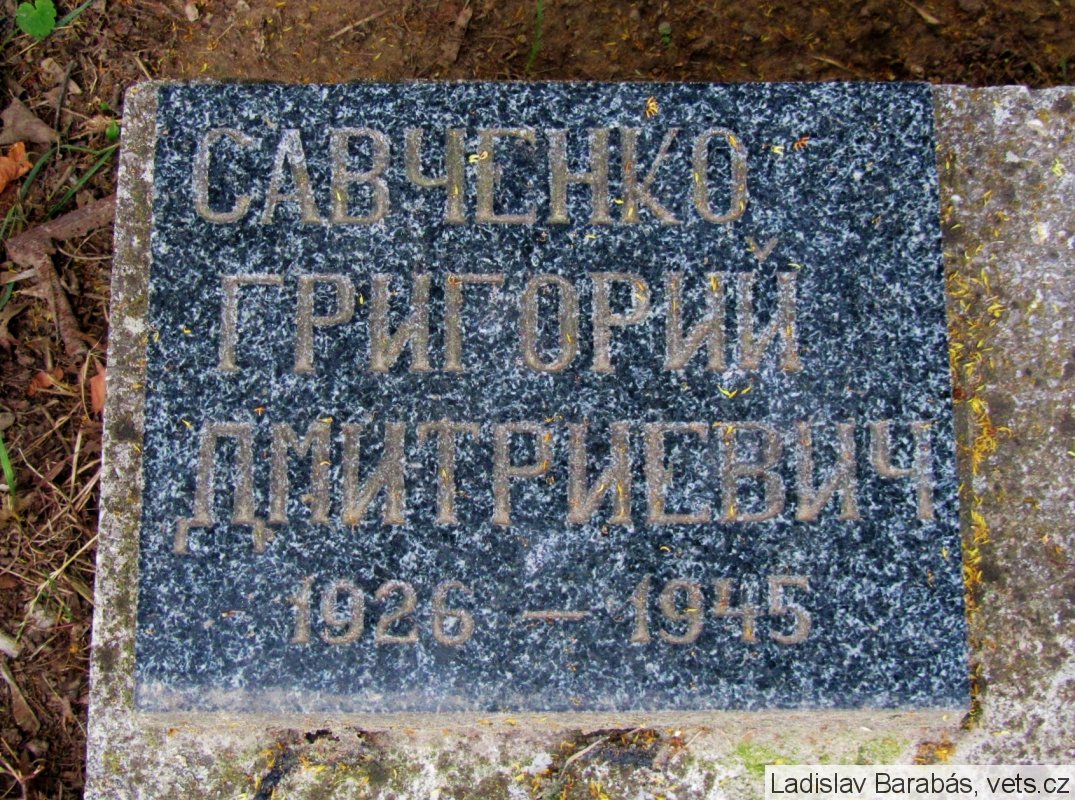 САВЧЕНКО
ГРИГОРИЙ
ДМИТРИЕВИЧ
1926 — 1945
Ladislav Barabás, vets.cz